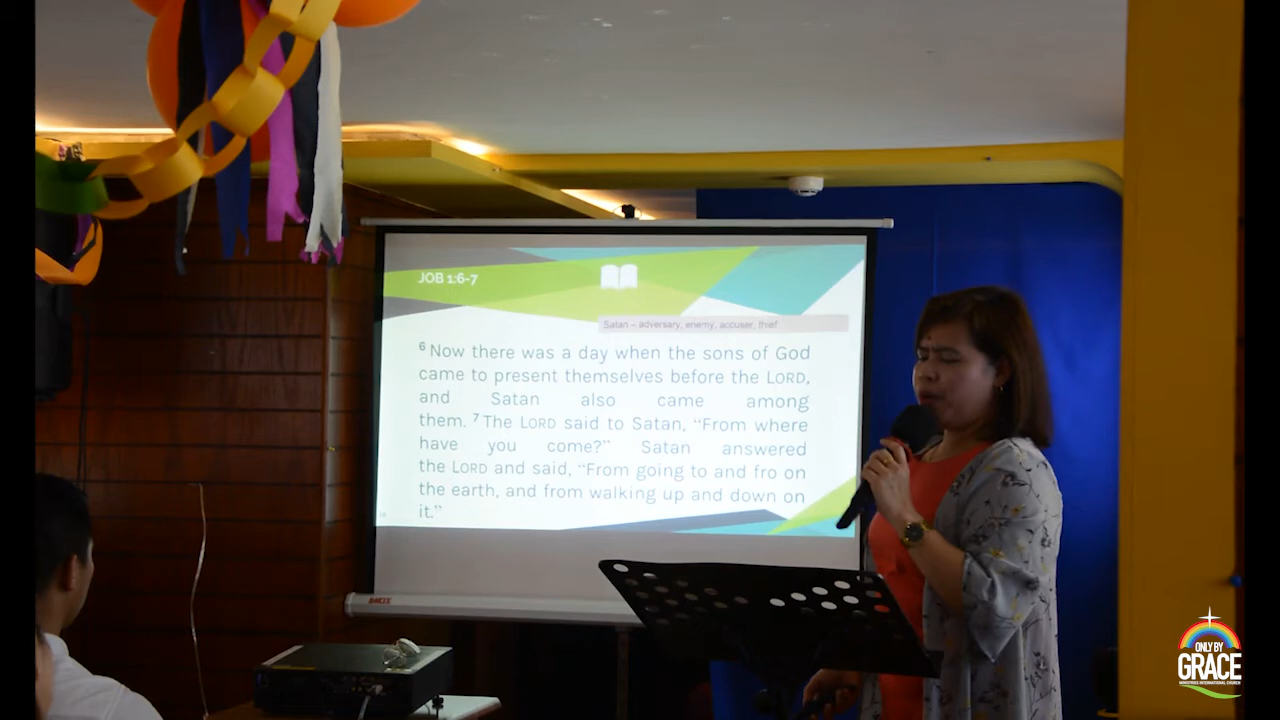 JOB 1:6-7
Satan – adversary, enemy, accuser, thief
6 Now there was a day when the sons of God
came to present themselves before the LORD,
and Satan also came among
them. 7 The LORD said to Satan, “From where
have you come?” Satan answered
the LORD and said, “From going to and fro on
the earth, and from walking up and down on
it.”
ONLY BY
GRACE
MINISTRIES INTERNATIONAL CHURCH